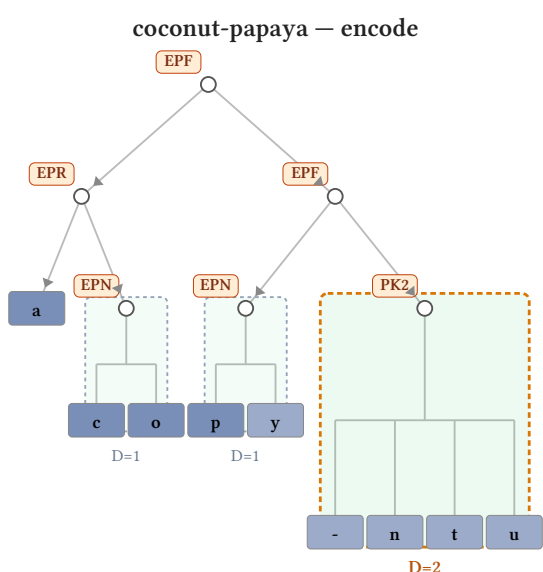 coconut-papaya — encode
EPF
EPR
EPF
EPN
EPN
PK2
a
c
o
p
y
D=1
D=1
-
n
t
u
D=2